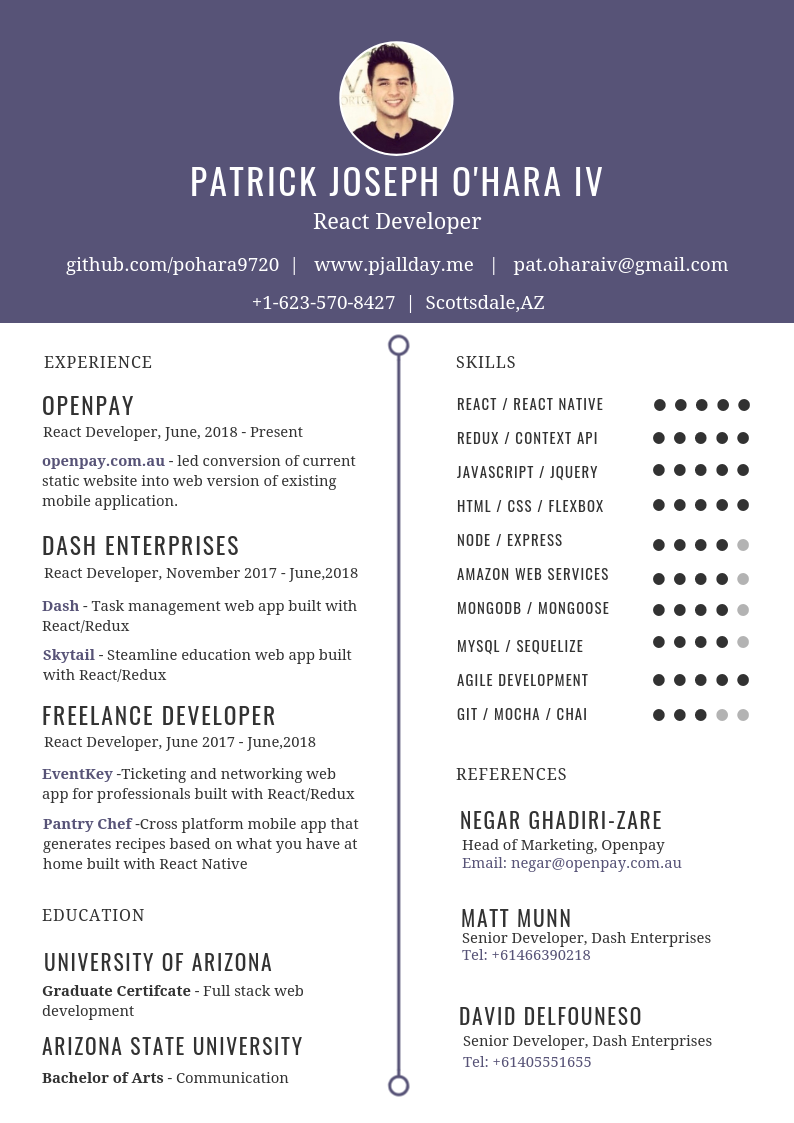 PATRICK JOSEPH O'HARA IV
React Developer
github.com/pohara9720 | www.pjallday.me | pat.oharaiv@gmail.com
+1-623-570-8427 | Scottsdale,AZ
EXPERIENCE
OPENPAY
React Developer, June, 2018 - Present
openpay.com.au - led conversion of current
static website into web version of existing
mobile application.
DASH ENTERPRISES
React Developer, November 2017 - June,2018
Dash - Task management web app built with
React/Redux
Skytail - Steamline education web app built
with React/Redux
FREELANCE DEVELOPER
React Developer, June 2017 - June,2018
EventKey -Ticketing and networking web
app for professionals built with React/Redux
Pantry Chef -Cross platform mobile app that
generates recipes based on what you have at
home built with React Native
EDUCATION
UNIVERSITY OF ARIZONA
Graduate Certifcate - Full stack web
development
ARIZONA STATE UNIVERSITY
Bachelor of Arts - Communication
SKILLS
REACT / REACT NATIVE
REDUX / CONTEXT API
JAVASCRIPT / JQUERY
HTML / CSS / FLEXBOX
NODE / EXPRESS
AMAZON WEB SERVICES
MONGODB / MONGOOSE
MYSQL / SEQUELIZE
AGILE DEVELOPMENT
GIT / MOCHA / CHAI
REFERENCES
NEGAR GHADIRI-ZARE
Head of Marketing, Openpay
Email: negar@openpay.com.au
MATT MUNN
Senior Developer, Dash Enterprises
Tel: +61466390218
DAVID DELFOUNESO
Senior Developer, Dash Enterprises
Tel: +61405551655